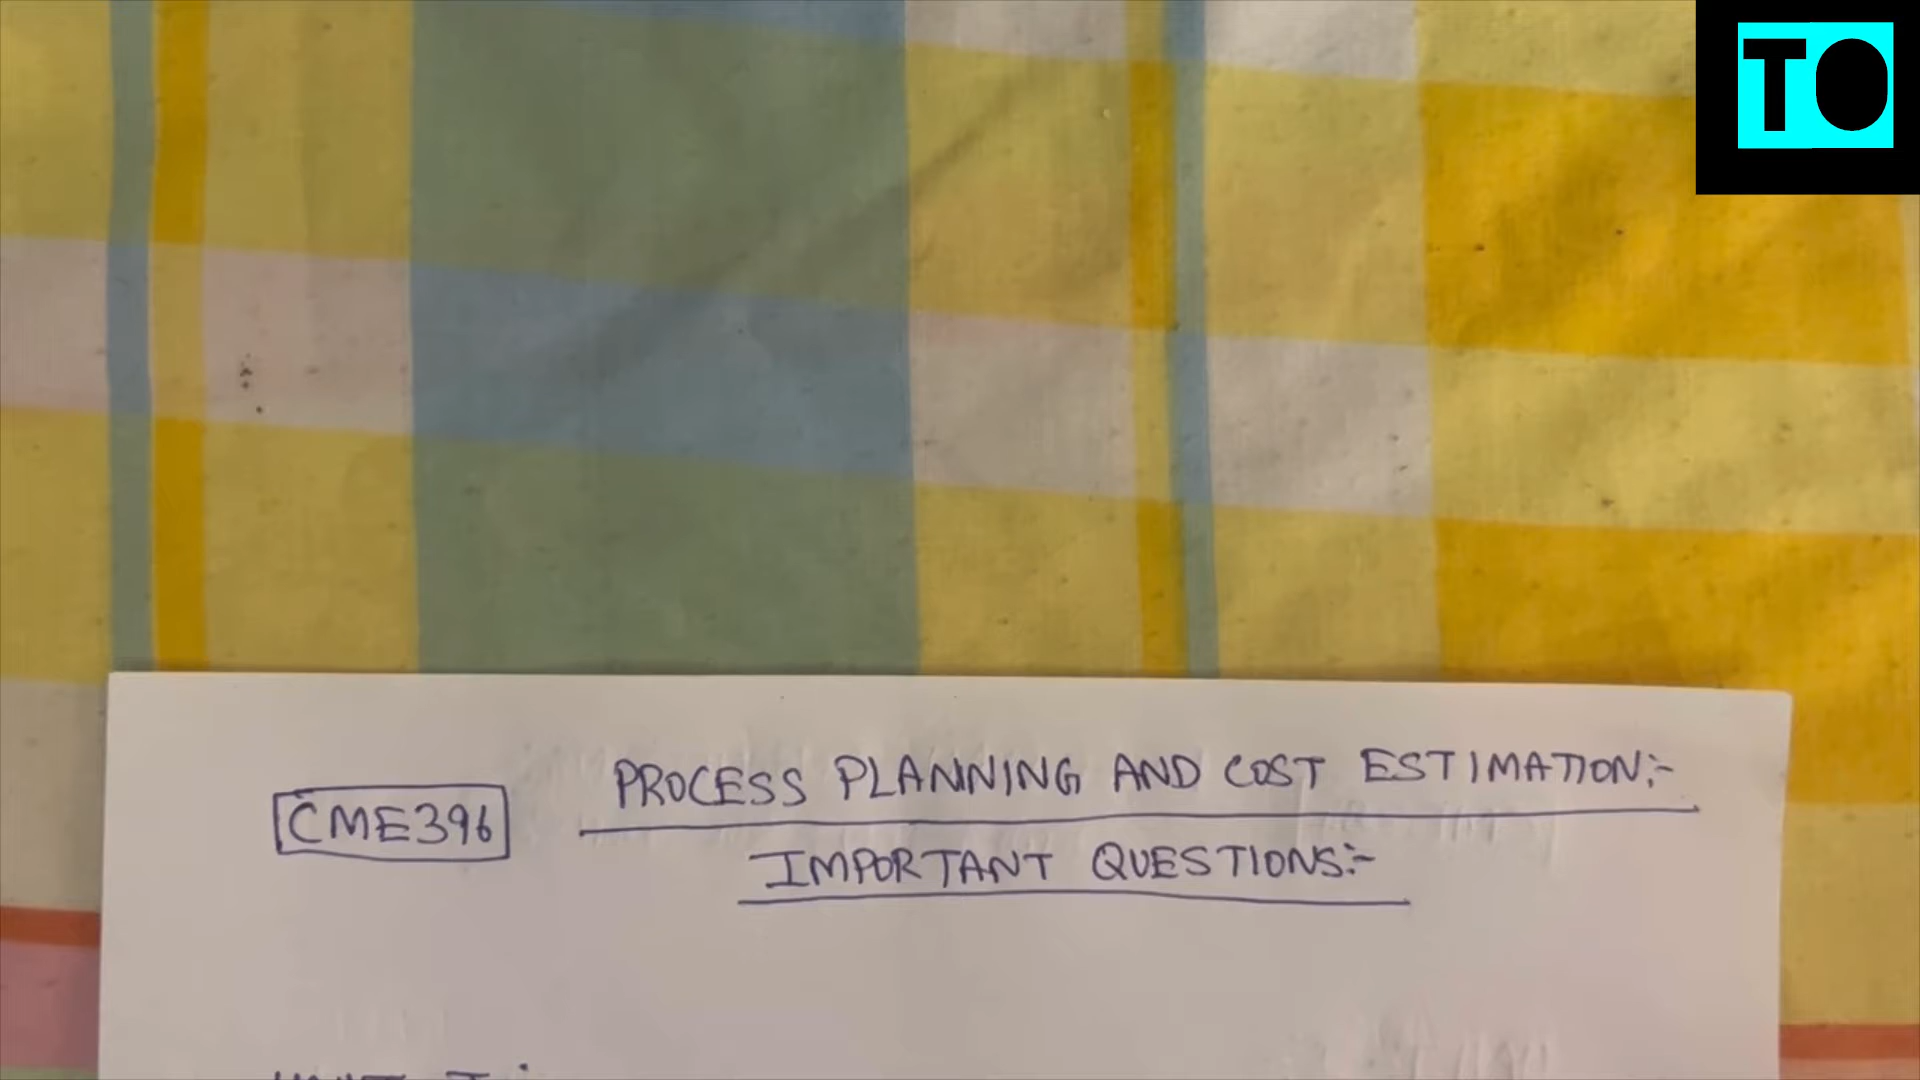 TO
CME396
PROCESS PLANNING AND COST ESTIMATION:-
IMPORTANT QUESTIONS:-